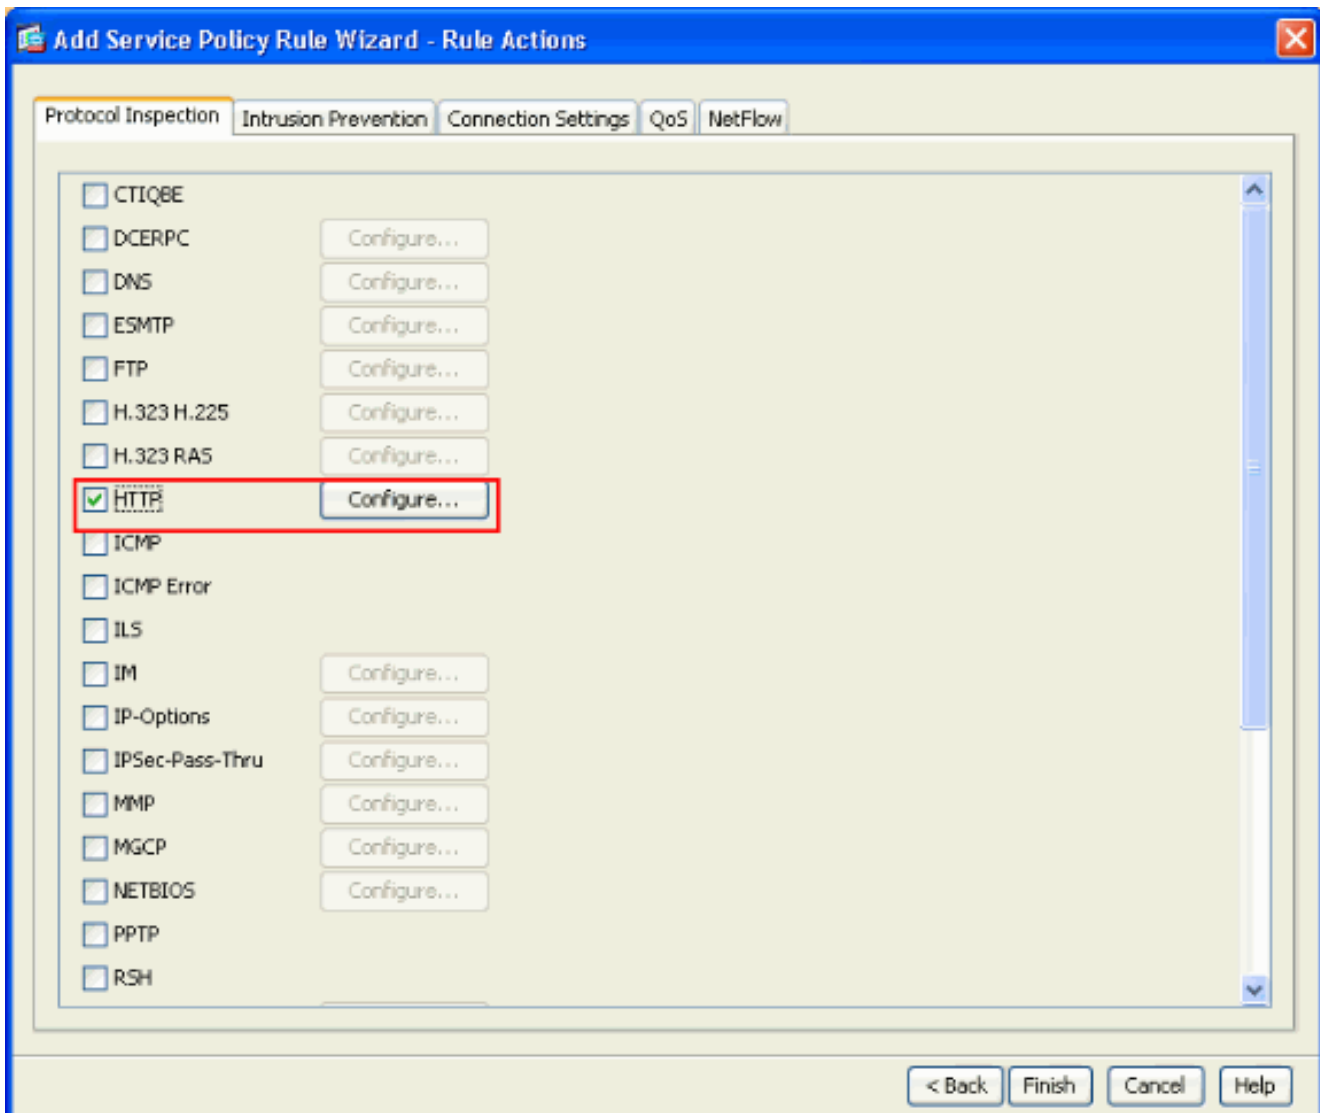 Add Service Policy Rule Wizard - Rule Actions
Protocol Inspection Intrusion Prevention Connection Settings QoS NetFlow
CTIQBE
DCERPC Configure...
DNS Configure...
ESMTP Configure...
FTP Configure...
H.323 H.225 Configure...
H.323 RAS Configure...
HTTP Configure...
ICMP
ICMP Error
ILS
IM Configure...
IP-Options Configure...
IPSec-Pass-Thru Configure...
MMP Configure...
MGCP Configure...
NETBIOS Configure...
PPTP
RSH
< Back Finish Cancel Help